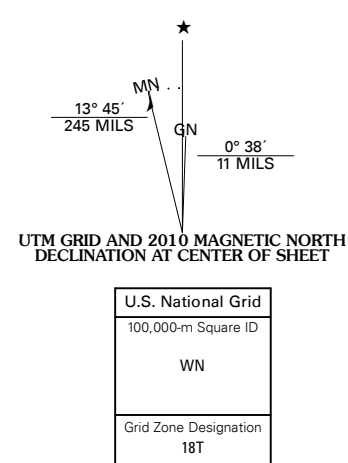 ★
MN
13° 45´
245 MILS
GN
0° 38´
11 MILS
UTM GRID AND 2010 MAGNETIC NORTH
DECLINATION AT CENTER OF SHEET
U.S. National Grid
100,000-m Square ID
WN
Grid Zone Designation
18T